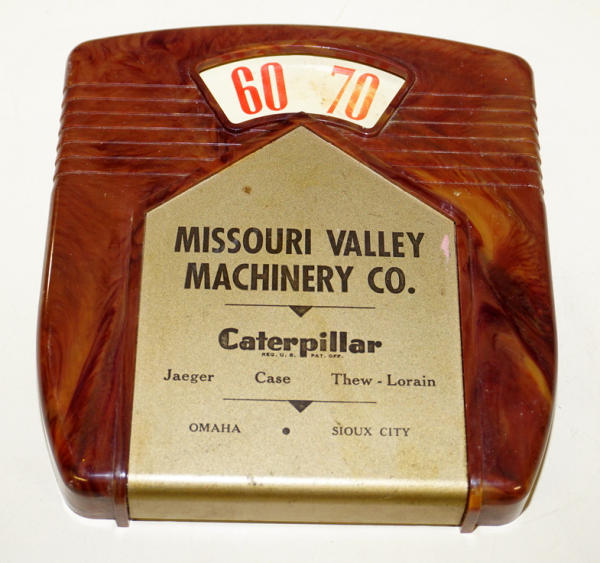 60 70
MISSOURI VALLEY
MACHINERY CO.
Caterpillar
REG. U. S. PAT. OFF.
Jaeger Case Thew - Lorain
OMAHA • SIOUX CITY